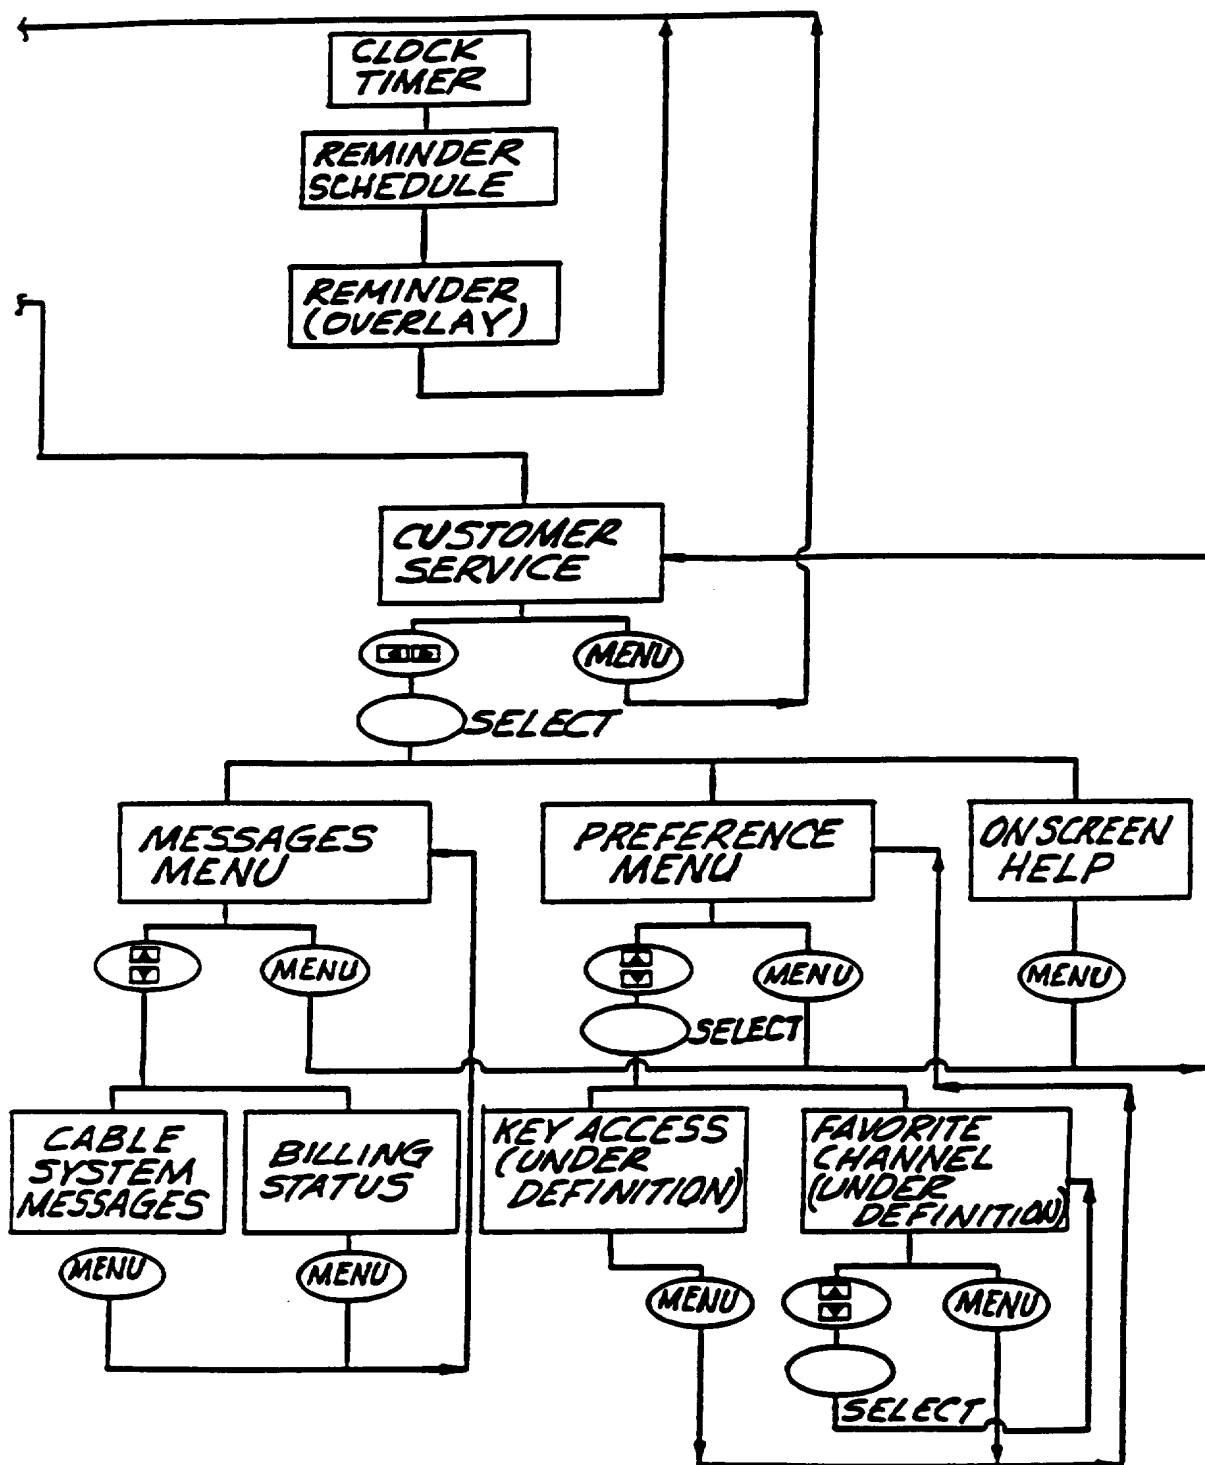 CLOCK
TIMER
REMINDER
SCHEDULE
REMINDER
(OVERLAY)
CUSTOMER
SERVICE
MENU
SELECT
MESSAGES
MENU
PREFERENCE
MENU
ON SCREEN
HELP
MENU
MENU
MENU
SELECT
CABLE
SYSTEM
MESSAGES
BILLING
STATUS
KEY ACCESS
(UNDER
DEFINITION)
FAVORITE
CHANNEL
(UNDER
DEFINITION)
MENU
MENU
MENU
MENU
SELECT